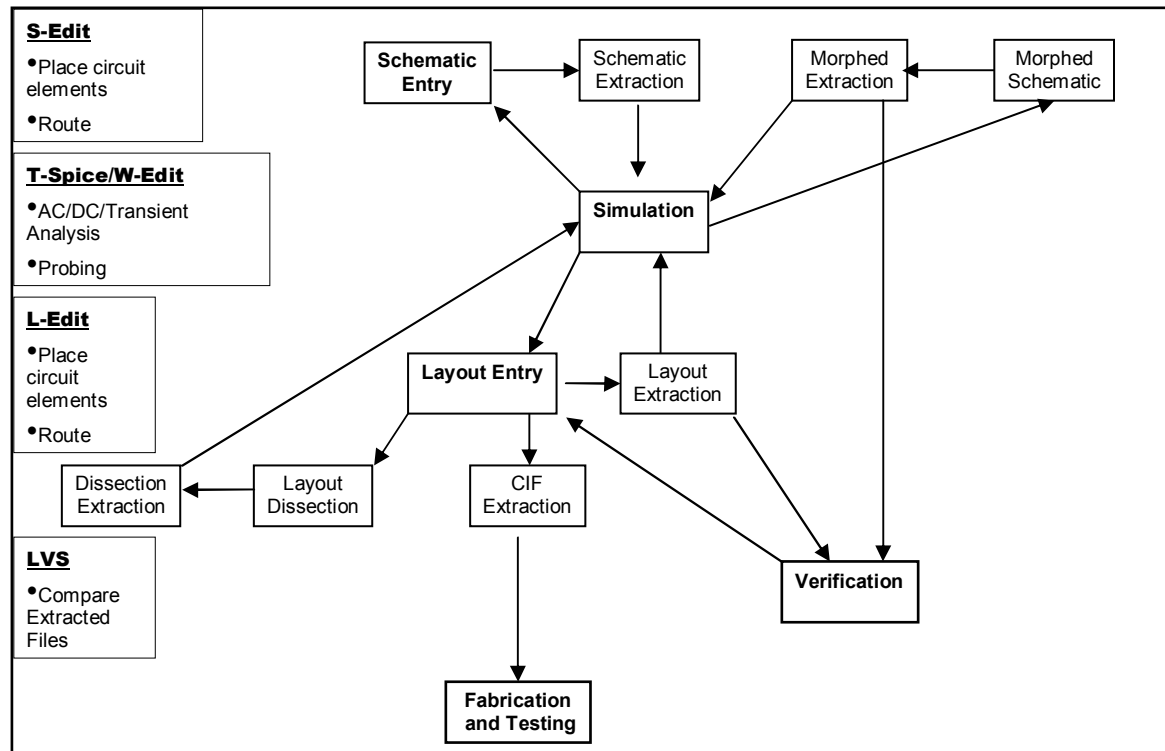 S-Edit
•Place circuit
elements
•Route
T-Spice/W-Edit
•AC/DC/Transient
Analysis
•Probing
L-Edit
•Place
circuit
elements
•Route
LVS
•Compare
Extracted
Files
Schematic
Entry
Schematic
Extraction
Morphed
Extraction
Morphed
Schematic
Simulation
Layout Entry
Layout
Extraction
Dissection
Extraction
Layout
Dissection
CIF
Extraction
Verification
Fabrication
and Testing